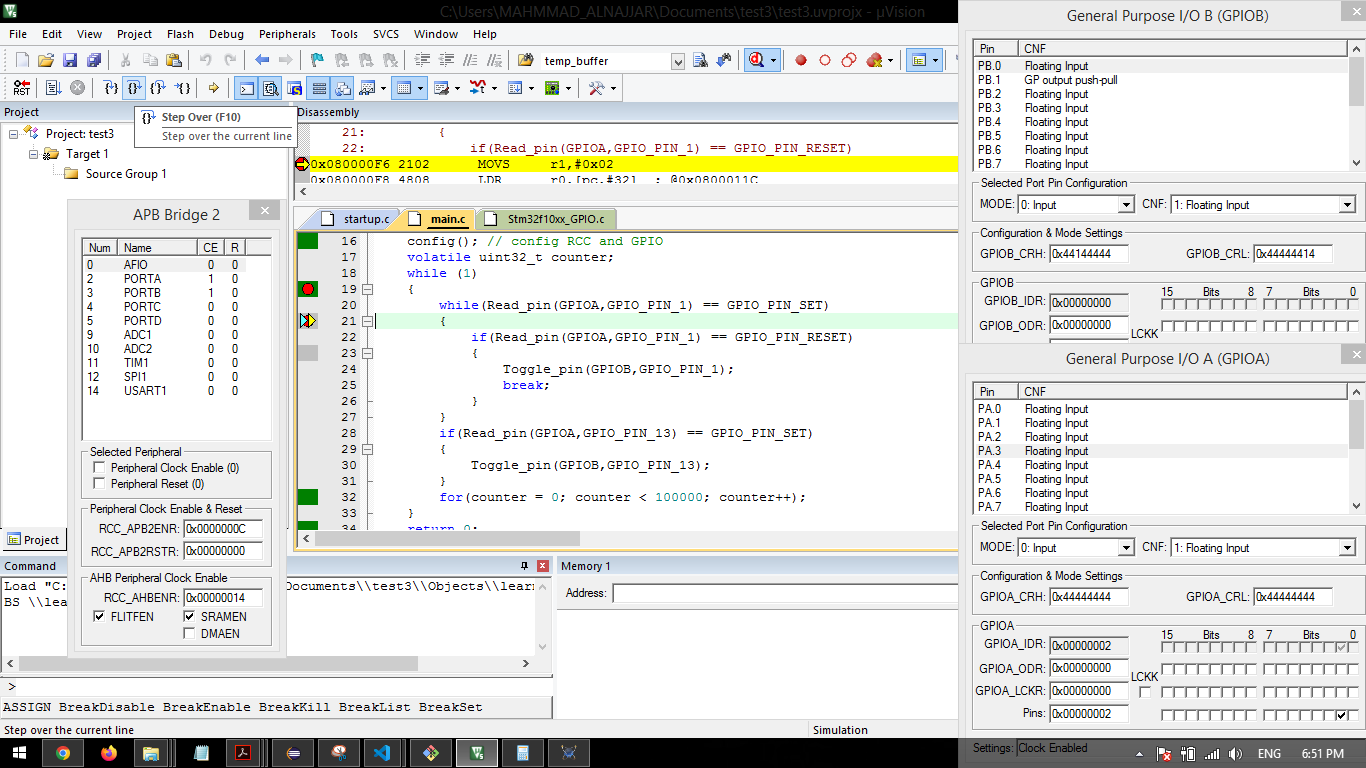 C:\Users\MAHMMAD_ALNAJJAR\Documents\test3\test3.uvprojx - µVision
File Edit View Project Flash Debug Peripherals Tools SVCS Window Help
temp_buffer
RST
Project
Step Over (F10)
Step over the current line
Project: test3
Target 1
Source Group 1
Project
Disassembly
21: {
22: if(Read_pin(GPIOA,GPIO_PIN_1) == GPIO_PIN_RESET)
0x080000F6 2102 MOVS r1,#0x02
0x080000F8 4808 LDR r0,[pc,#32] ; @0x0800011C
startup.c main.c Stm32f10xx_GPIO.c
16 config(); // config RCC and GPIO
17 volatile uint32_t counter;
18 while (1)
19 {
20 while(Read_pin(GPIOA,GPIO_PIN_1) == GPIO_PIN_SET)
21 {
22 if(Read_pin(GPIOA,GPIO_PIN_1) == GPIO_PIN_RESET)
23 {
24 Toggle_pin(GPIOB,GPIO_PIN_1);
25 break;
26 }
27 }
28 if(Read_pin(GPIOA,GPIO_PIN_13) == GPIO_PIN_SET)
29 {
30 Toggle_pin(GPIOB,GPIO_PIN_13);
31 }
32 for(counter = 0; counter < 100000; counter++);
33 }
34 return 0;
APB Bridge 2
Num Name CE R
0 AFIO 0 0
2 PORTA 1 0
3 PORTB 1 0
4 PORTC 0 0
5 PORTD 0 0
9 ADC1 0 0
10 ADC2 0 0
11 TIM1 0 0
12 SPI1 0 0
14 USART1 0 0
Selected Peripheral
Peripheral Clock Enable (0)
Peripheral Reset (0)
Peripheral Clock Enable & Reset
RCC_APB2ENR: 0x0000000C
RCC_APB2RSTR: 0x00000000
AHB Peripheral Clock Enable
RCC_AHBENR: 0x00000014
FLITFEN SRAMEN
DMAEN
Command
Load "C:
Documents\\test3\\Objects\\lear
BS \\lea
>
ASSIGN BreakDisable BreakEnable BreakKill BreakList BreakSet
Memory 1
Address:
Step over the current line
Simulation
General Purpose I/O B (GPIOB)
Pin CNF
PB.0 Floating Input
PB.1 GP output push-pull
PB.2 Floating Input
PB.3 Floating Input
PB.4 Floating Input
PB.5 Floating Input
PB.6 Floating Input
PB.7 Floating Input
Selected Port Pin Configuration
MODE: 0: Input CNF: 1: Floating Input
Configuration & Mode Settings
GPIOB_CRH: 0x44144444 GPIOB_CRL: 0x44444414
GPIOB
15 Bits 8 7 Bits 0
GPIOB_IDR: 0x00000000
GPIOB_ODR: 0x00000000
LCKK
General Purpose I/O A (GPIOA)
Pin CNF
PA.0 Floating Input
PA.1 Floating Input
PA.2 Floating Input
PA.3 Floating Input
PA.4 Floating Input
PA.5 Floating Input
PA.6 Floating Input
PA.7 Floating Input
Selected Port Pin Configuration
MODE: 0: Input CNF: 1: Floating Input
Configuration & Mode Settings
GPIOA_CRH: 0x44444444 GPIOA_CRL: 0x44444444
GPIOA
15 Bits 8 7 Bits 0
GPIOA_IDR: 0x00000002
GPIOA_ODR: 0x00000000
LCKK
GPIOA_LCKR: 0x00000000
Pins: 0x00000002
Settings: Clock Enabled
ENG 6:51 PM